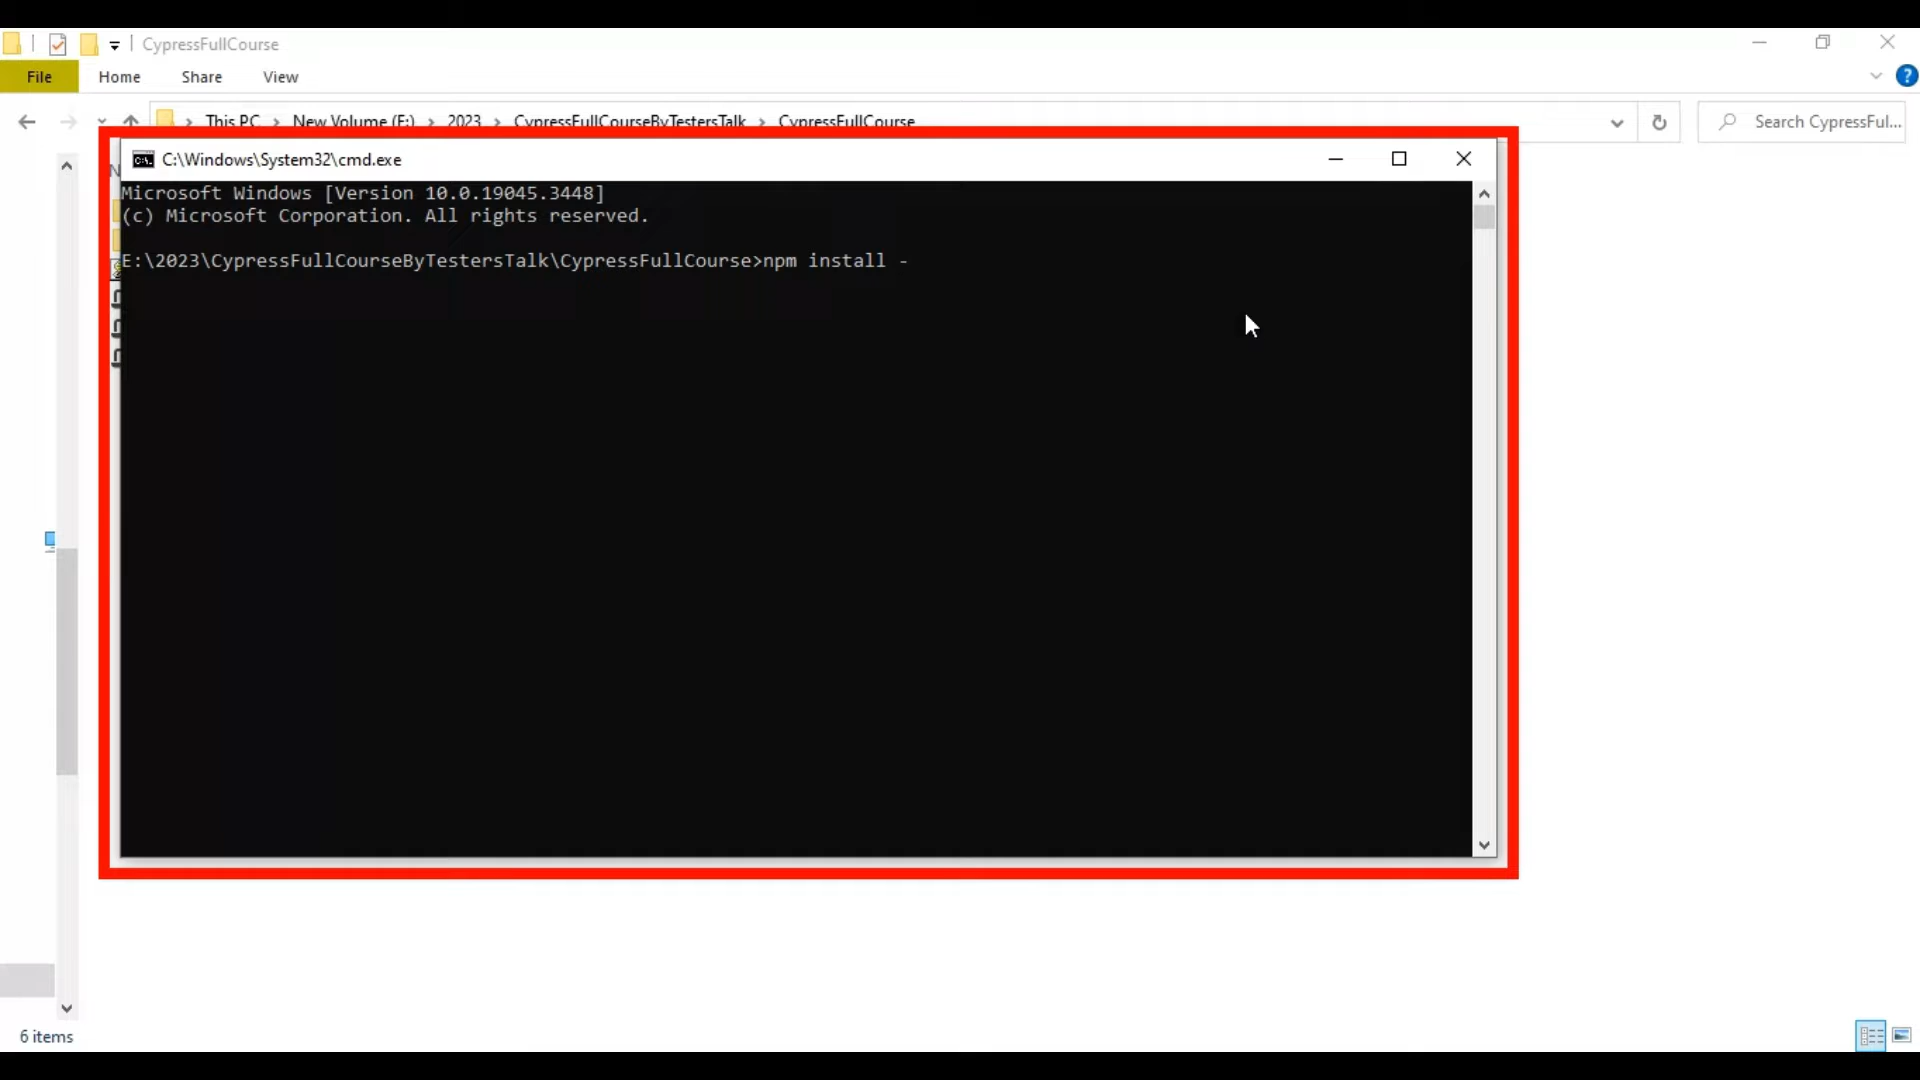 CypressFullCourse
File Home Share View
This PC > New Volume (E:) > 2023 > CypressFullCourseByTestersTalk > CypressFullCourse
Search CypressFul...
C:\Windows\System32\cmd.exe
Microsoft Windows [Version 10.0.19045.3448]
(c) Microsoft Corporation. All rights reserved.
E:\2023\CypressFullCourseByTestersTalk\CypressFullCourse>npm install -
6 items